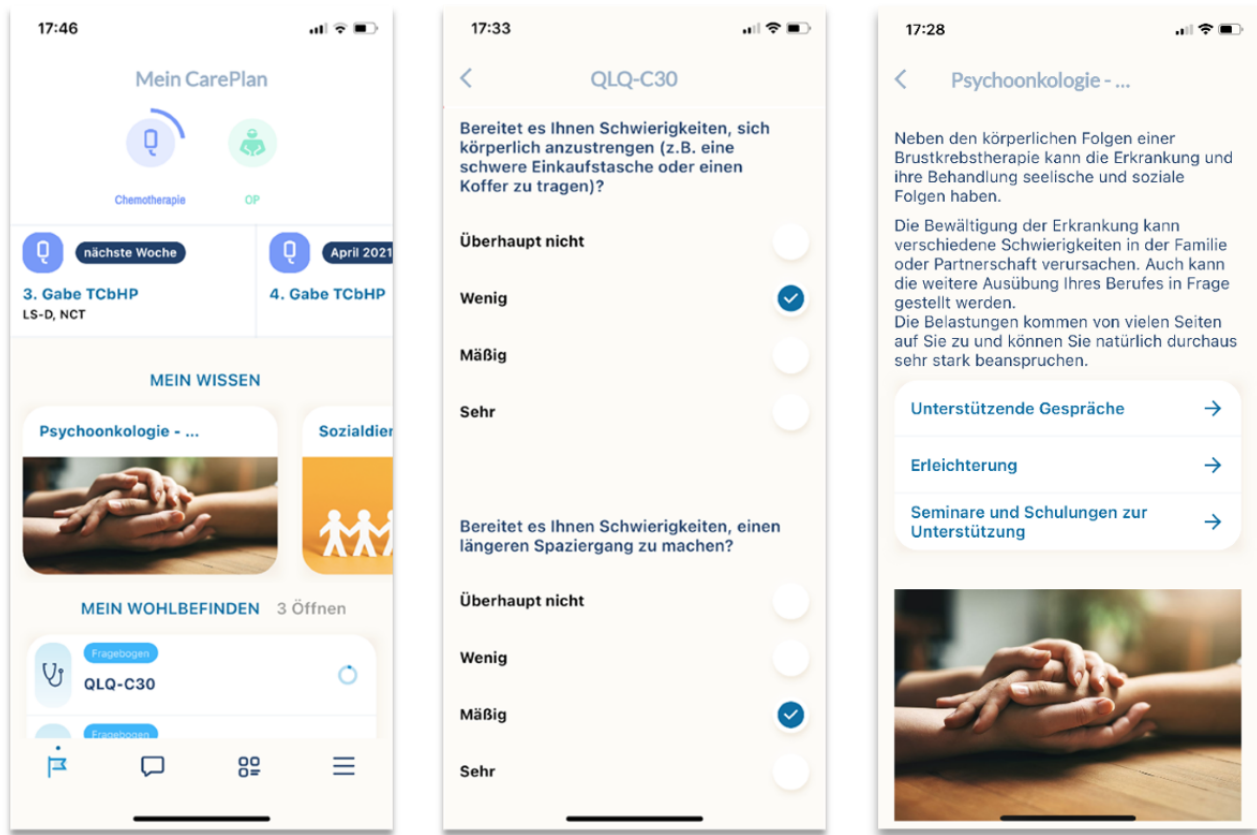 17:46
Mein CarePlan
Chemotherapie
OP
nächste Woche
April 2021
3. Gabe TCbHP
4. Gabe TCbHP
LS-D, NCT
MEIN WISSEN
Psychoonkologie - ...
Sozialdier
MEIN WOHLBEFINDEN 3 Öffnen
Fragebogen
QLQ-C30
Fragebogen
17:33
QLQ-C30
Bereitet es Ihnen Schwierigkeiten, sich
körperlich anzustrengen (z.B. eine
schwere Einkaufstasche oder einen
Koffer zu tragen)?
Überhaupt nicht
Wenig
Mäßig
Sehr
Bereitet es Ihnen Schwierigkeiten, einen
längeren Spaziergang zu machen?
Überhaupt nicht
Wenig
Mäßig
Sehr
17:28
Psychoonkologie - ...
Neben den körperlichen Folgen einer
Brustkrebstherapie kann die Erkrankung und
ihre Behandlung seelische und soziale
Folgen haben.
Die Bewältigung der Erkrankung kann
verschiedene Schwierigkeiten in der Familie
oder Partnerschaft verursachen. Auch kann
die weitere Ausübung Ihres Berufes in Frage
gestellt werden.
Die Belastungen kommen von vielen Seiten
auf Sie zu und können Sie natürlich durchaus
sehr stark beanspruchen.
Unterstützende Gespräche
Erleichterung
Seminare und Schulungen zur
Unterstützung